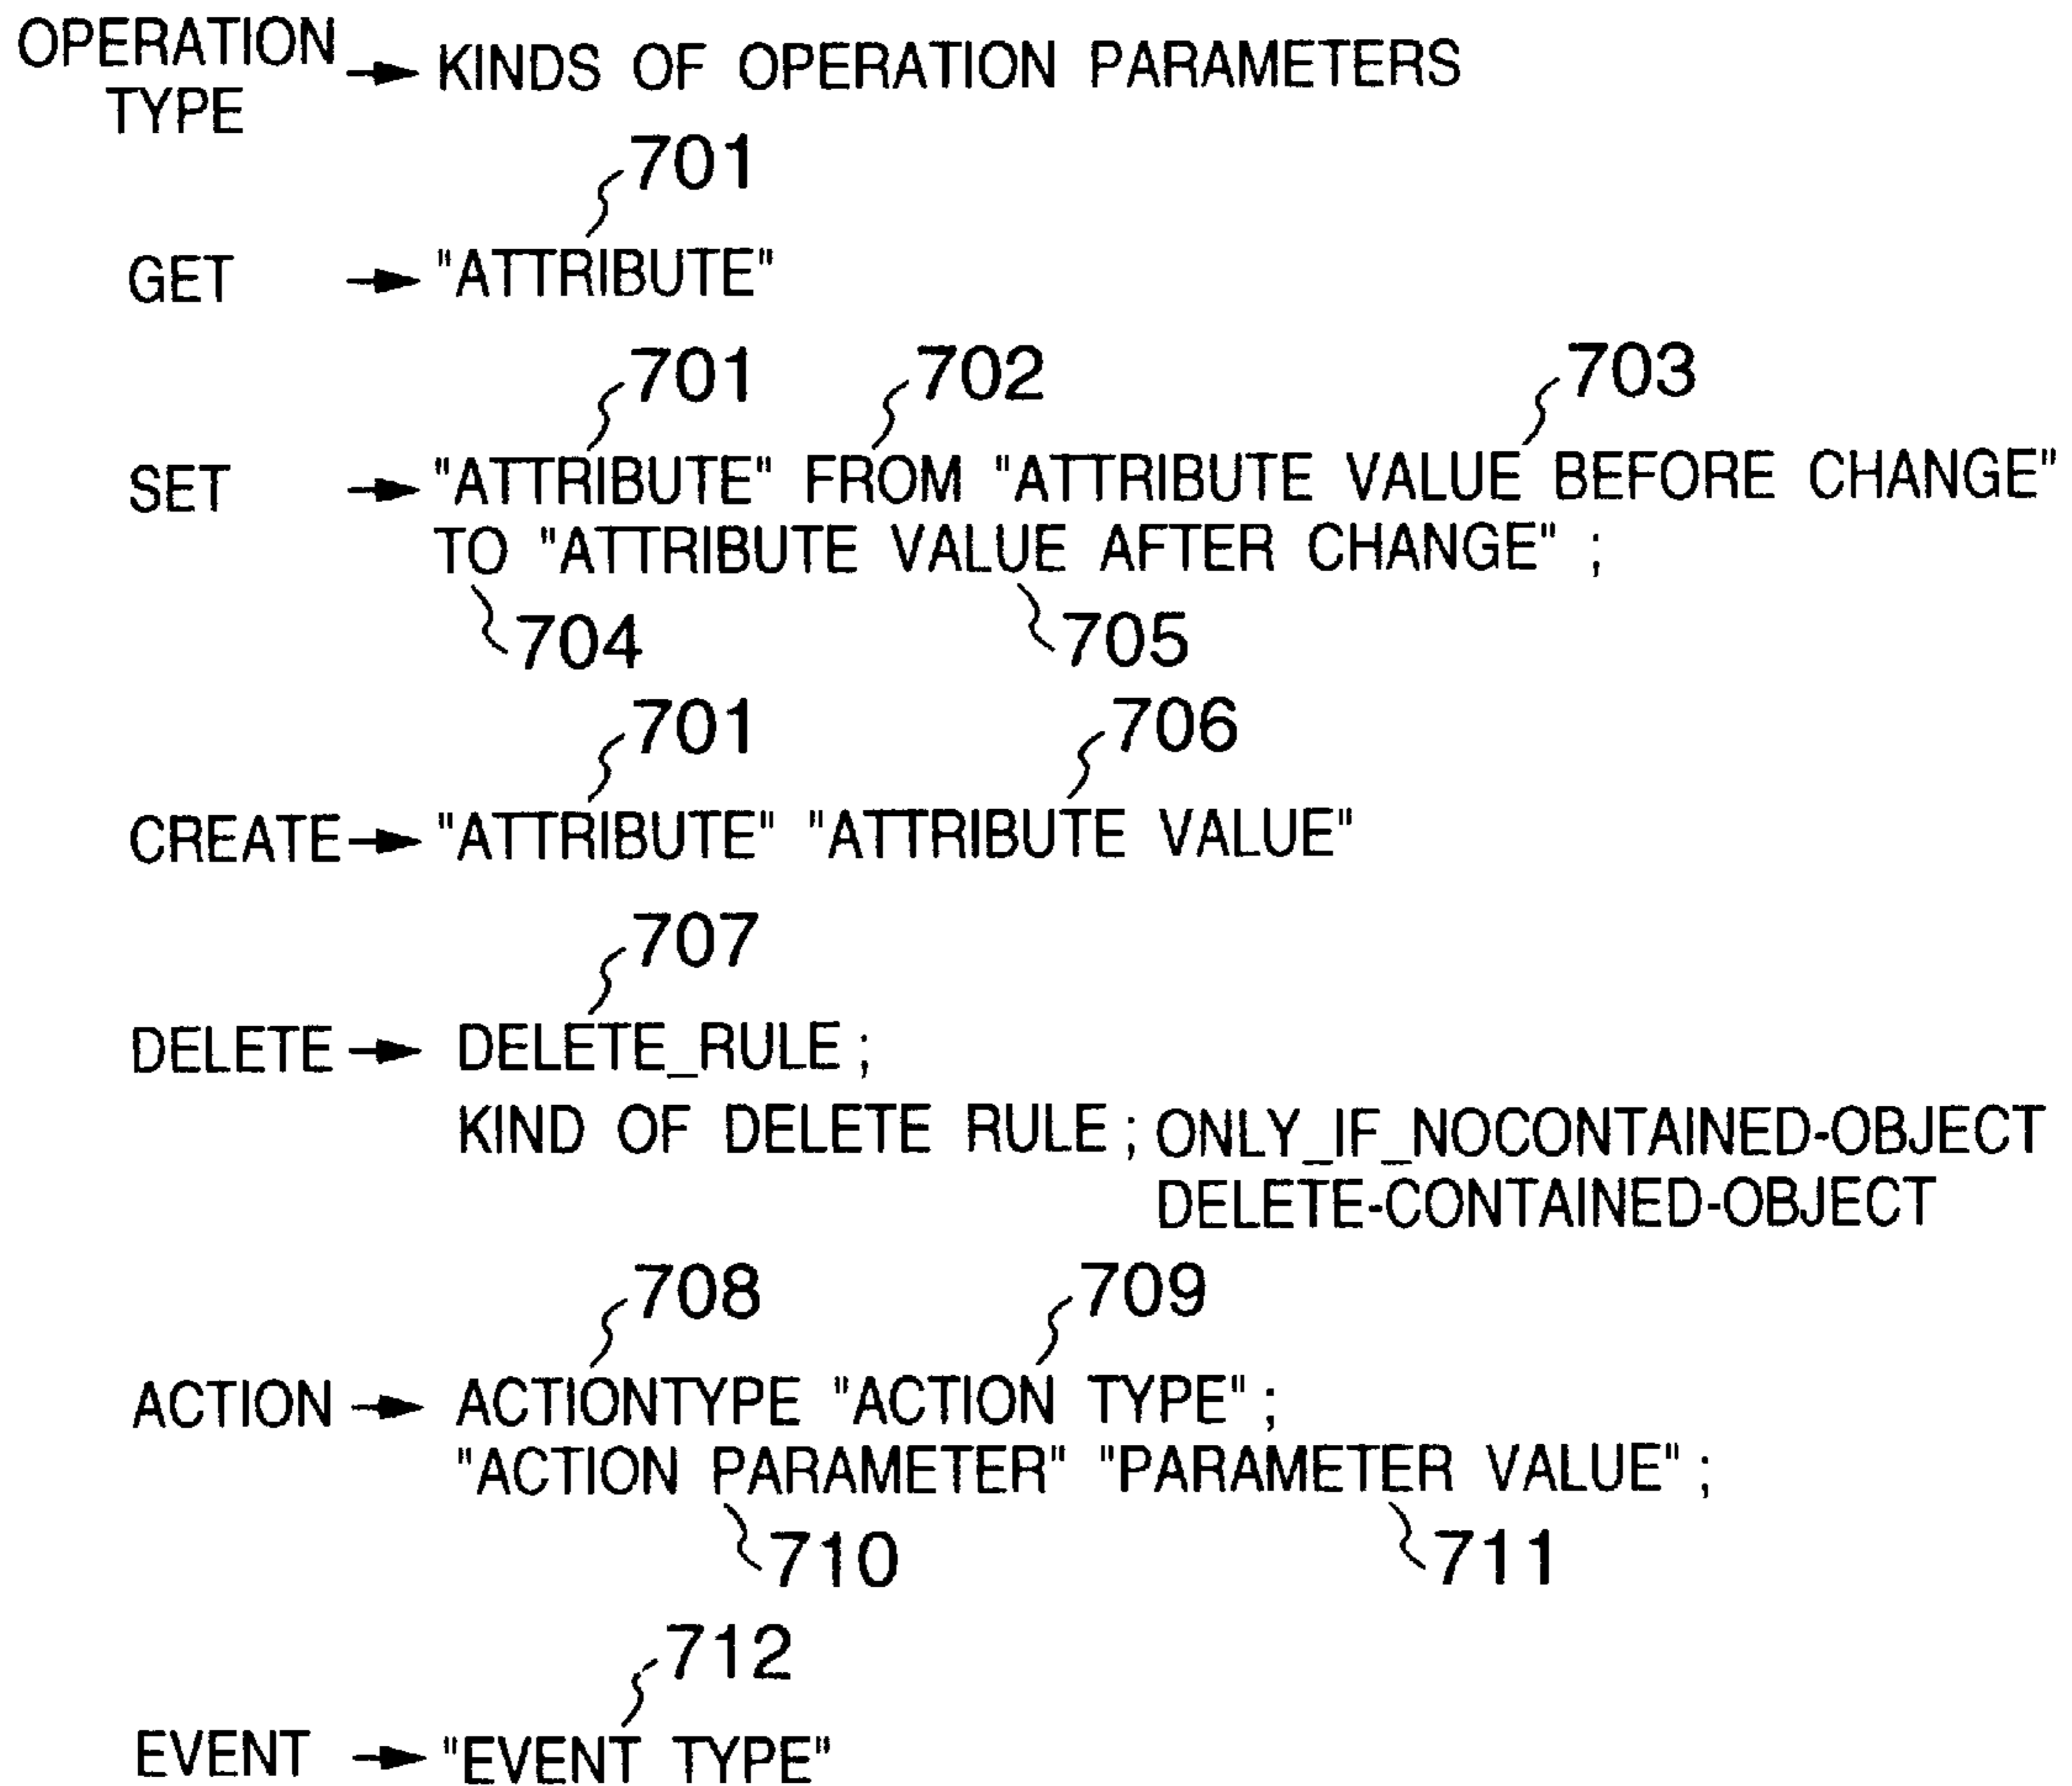 OPERATION TYPE → KINDS OF OPERATION PARAMETERS
701
GET → "ATTRIBUTE"
701 702 703
SET → "ATTRIBUTE" FROM "ATTRIBUTE VALUE BEFORE CHANGE"
TO "ATTRIBUTE VALUE AFTER CHANGE" ;
704 705
701 706
CREATE → "ATTRIBUTE" "ATTRIBUTE VALUE"
707
DELETE → DELETE_RULE ;
KIND OF DELETE RULE ; ONLY_IF_NOCONTAINED-OBJECT
DELETE-CONTAINED-OBJECT
708 709
ACTION → ACTIONTYPE "ACTION TYPE" ;
"ACTION PARAMETER" "PARAMETER VALUE" ;
710 711
712
EVENT → "EVENT TYPE"